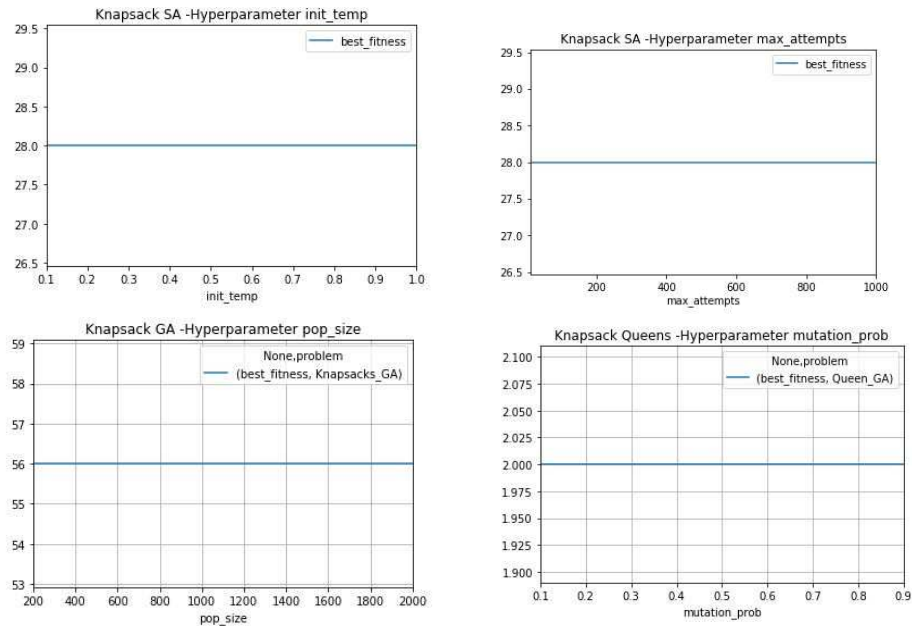 Knapsack SA -Hyperparameter init_temp
best_fitness
29.5
29.0
28.5
28.0
27.5
27.0
26.5
0.1 0.2 0.3 0.4 0.5 0.6 0.7 0.8 0.9 1.0
init_temp
Knapsack SA -Hyperparameter max_attempts
best_fitness
29.5
29.0
28.5
28.0
27.5
27.0
26.5
200 400 600 800 1000
max_attempts
Knapsack GA -Hyperparameter pop_size
None,problem
(best_fitness, Knapsacks_GA)
59
58
57
56
55
54
53
200 400 600 800 1000 1200 1400 1600 1800 2000
pop_size
Knapsack Queens -Hyperparameter mutation_prob
None,problem
(best_fitness, Queen_GA)
2.100
2.075
2.050
2.025
2.000
1.975
1.950
1.925
1.900
0.1 0.2 0.3 0.4 0.5 0.6 0.7 0.8 0.9
mutation_prob